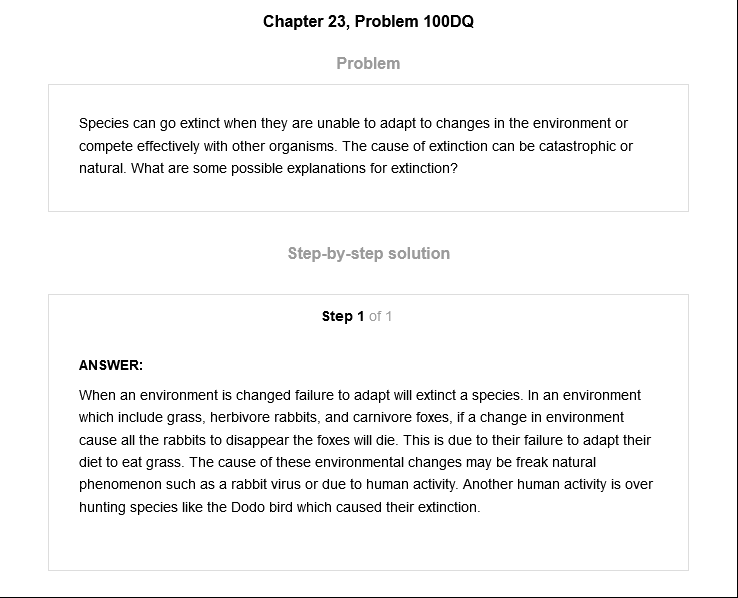 Chapter 23, Problem 100DQ
Problem
Species can go extinct when they are unable to adapt to changes in the environment or
compete effectively with other organisms. The cause of extinction can be catastrophic or
natural. What are some possible explanations for extinction?
Step-by-step solution
Step 1 of 1
ANSWER:
When an environment is changed failure to adapt will extinct a species. In an environment
which include grass, herbivore rabbits, and carnivore foxes, if a change in environment
cause all the rabbits to disappear the foxes will die. This is due to their failure to adapt their
diet to eat grass. The cause of these environmental changes may be freak natural
phenomenon such as a rabbit virus or due to human activity. Another human activity is over
hunting species like the Dodo bird which caused their extinction.